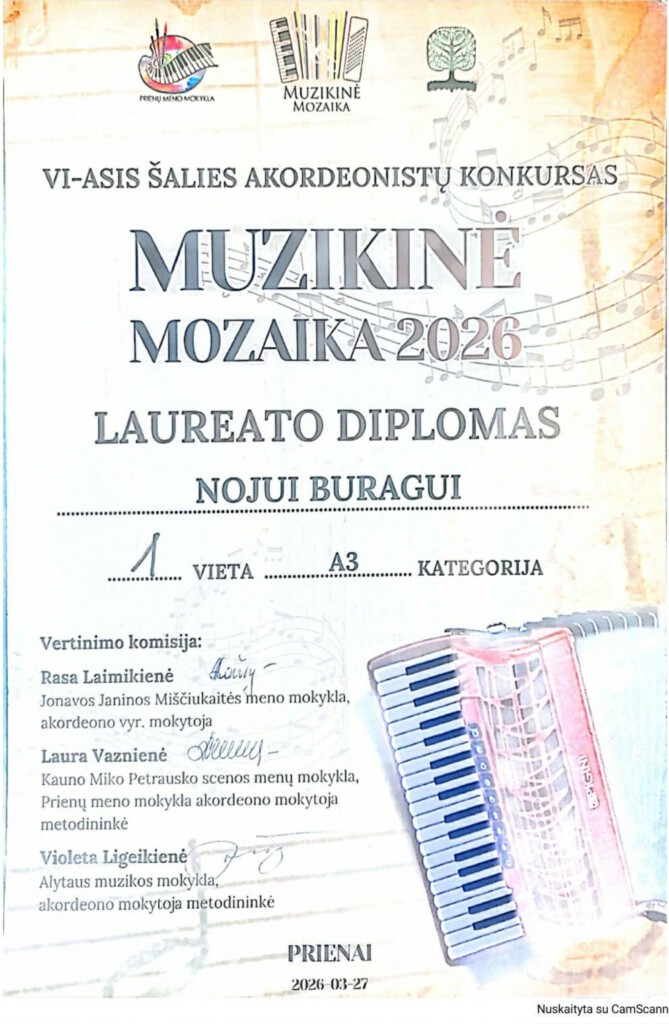 PRIENŲ MENO MOKYKLA
MUZIKINĖ
MOZAIKA
VI-ASIS ŠALIES AKORDEONISTŲ KONKURSAS
MUZIKINĖ
MOZAIKA 2026
LAUREATO DIPLOMAS
NOJUI BURAGUI
1 VIETA A3 KATEGORIJA
Vertinimo komisija:
Rasa Laimikienė
Jonavos Janinos Miščiukaitės meno mokykla,
akordeono vyr. mokytoja
Laura Vaznienė
Kauno Miko Petrausko scenos menų mokykla,
Prienų meno mokykla akordeono mokytoja
metodininkė
Violeta Ligeikienė
Alytaus muzikos mokykla,
akordeono mokytoja metodininkė
PRIENAI
2026-03-27
Nuskaityta su CamScann